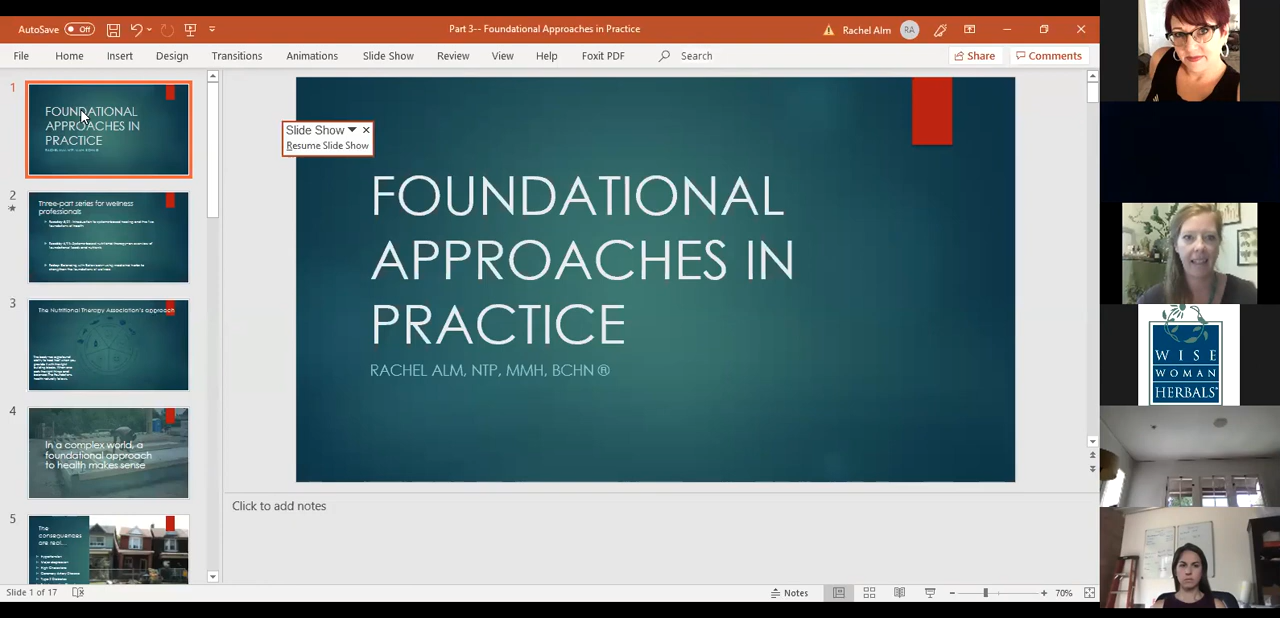 AutoSave Off
Part 3-- Foundational Approaches in Practice
Rachel Alm RA
File Home Insert Design Transitions Animations Slide Show Review View Help Foxit PDF Search Share Comments
1
FOUNDATIONAL
APPROACHES IN
PRACTICE
2
Three-part series for wellness
professionals
3
The Nutritional Therapy Association's approach
4
In a complex world, a
foundational approach
to health makes sense
5
The
consequences
are real...
Hypertension
Slide Show
Resume Slide Show
FOUNDATIONAL
APPROACHES IN
PRACTICE
RACHEL ALM, NTP, MMH, BCHN ®
Click to add notes
Slide 1 of 17
Notes
70%
WISE
WOMAN
HERBALS®